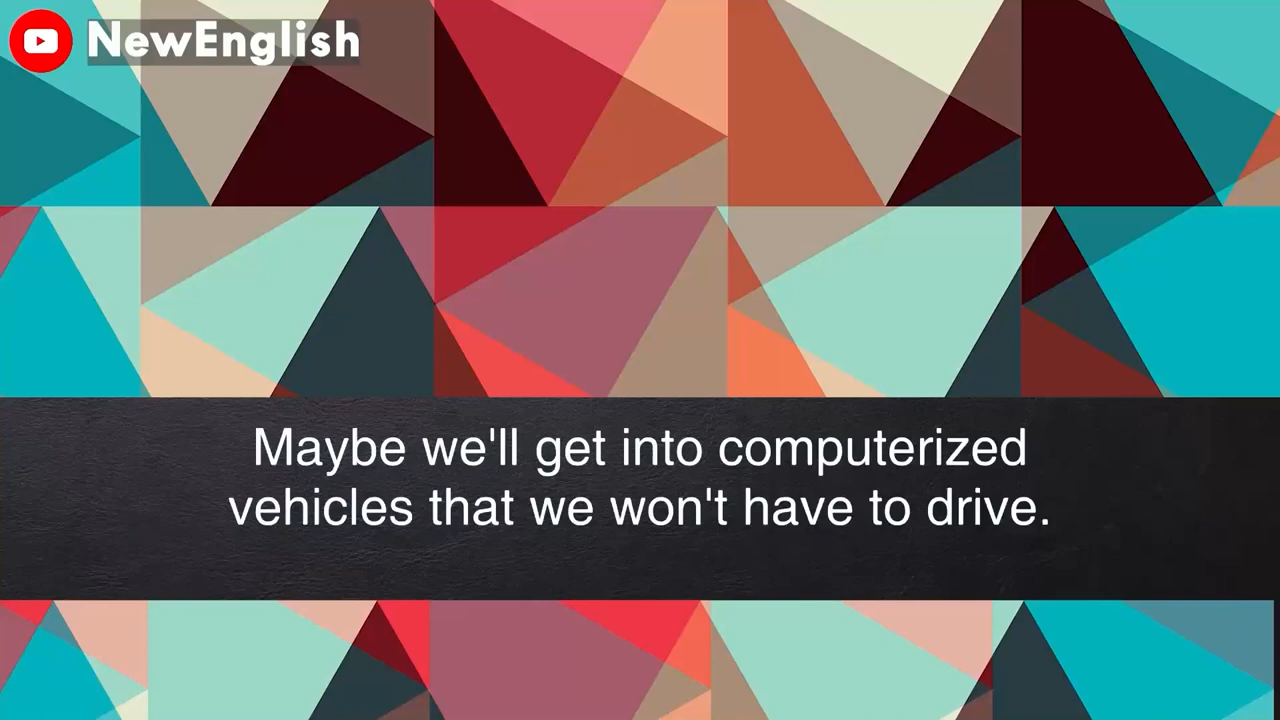 NewEnglish
Maybe we'll get into computerized
vehicles that we won't have to drive.